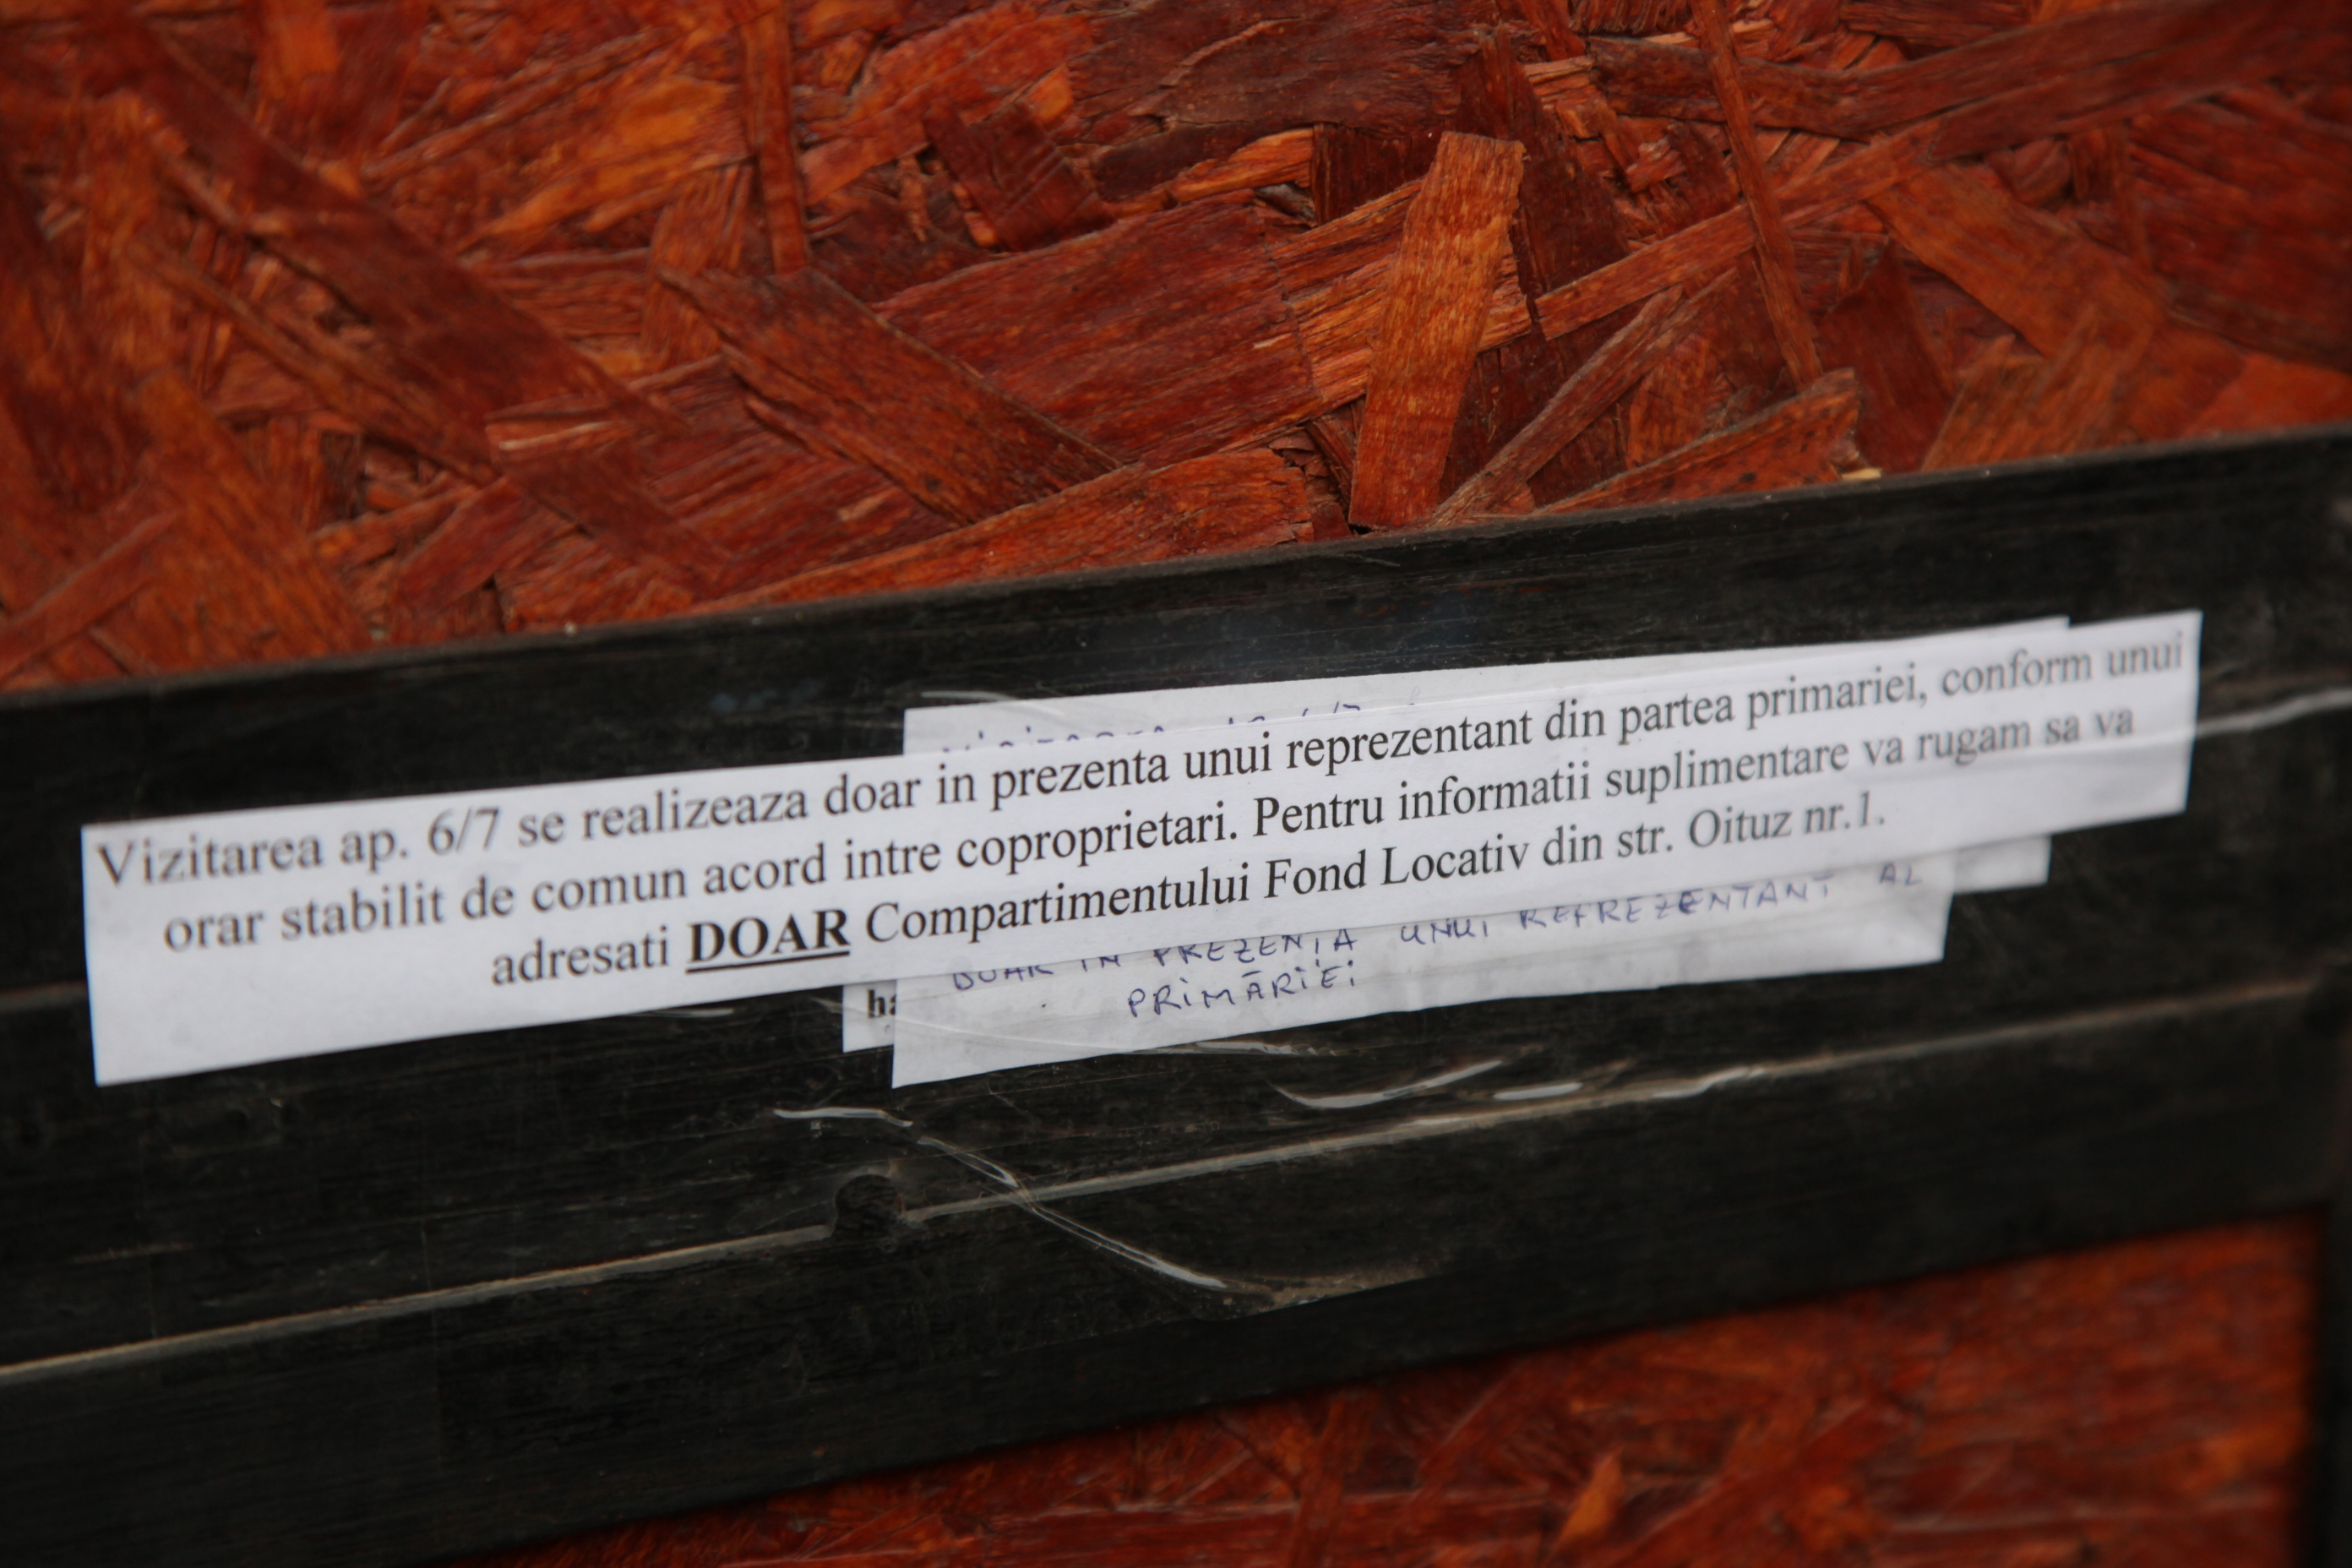 Vizitarea ap. 6/7 se realizeaza doar in prezenta unui reprezentant din partea primariei, conform unui
orar stabilit de comun acord intre coproprietari. Pentru informatii suplimentare va rugam sa va
adresati DOAR Compartimentului Fond Locativ din str. Oituz nr.1.
DOAR IN PREZENȚA UNUI REPREZENTANT AL
PRIMĂRIEI